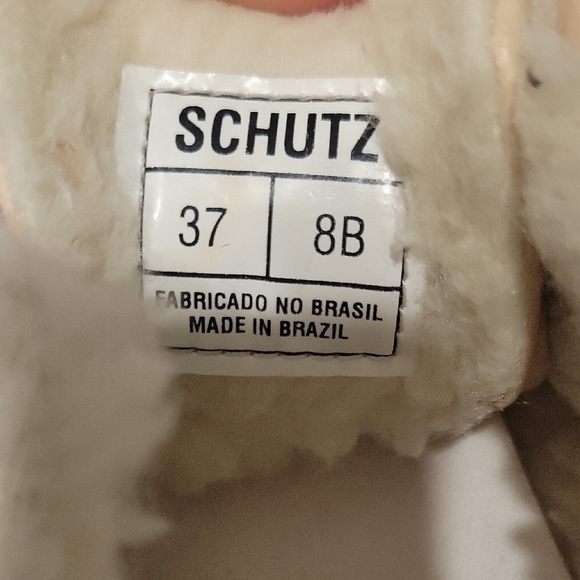 SCHUTZ
37 8B
FABRICADO NO BRASIL
MADE IN BRAZIL